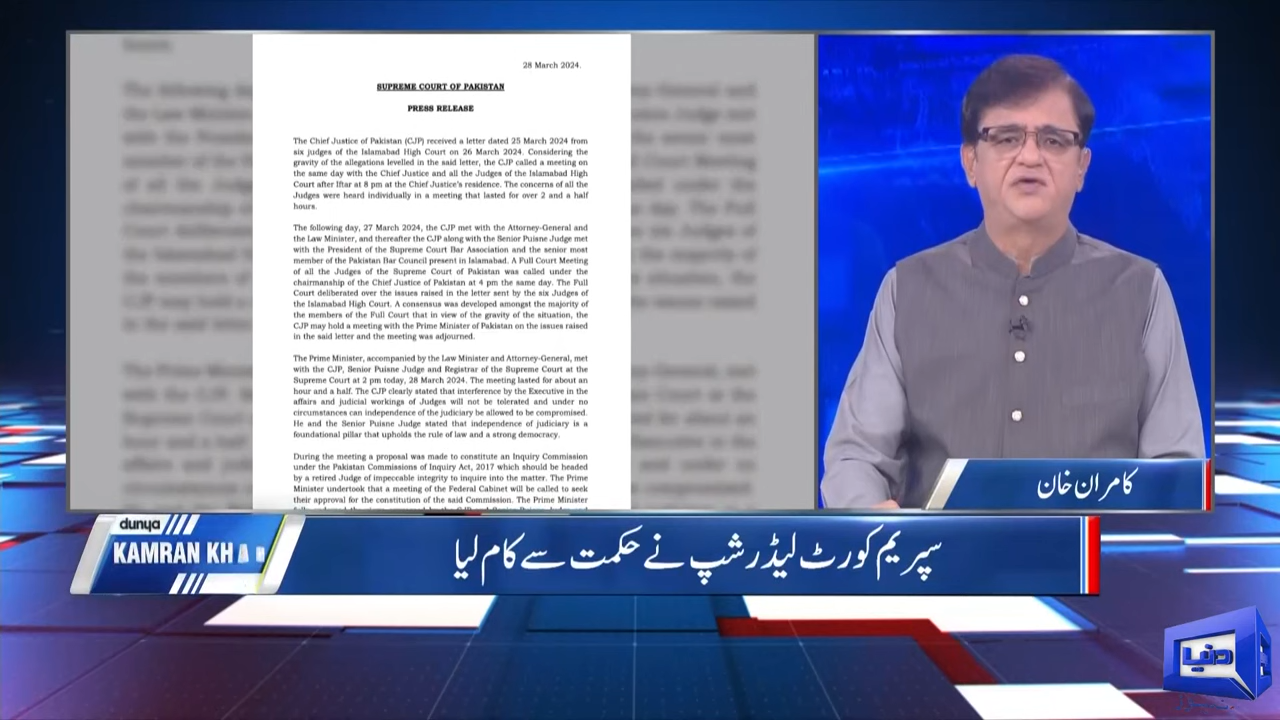 28 March 2024.
SUPREME COURT OF PAKISTAN
PRESS RELEASE
The Chief Justice of Pakistan (CJP) received a letter dated 25 March 2024 from
six judges of the Islamabad High Court on 26 March 2024. Considering the
gravity of the allegations levelled in the said letter, the CJP called a meeting on
the same day with the Chief Justice and all the Judges of the Islamabad High
Court after Iftar at 8 pm at the Chief Justice's residence. The concerns of all the
Judges were heard individually in a meeting that lasted for over 2 and a half
hours.
The following day, 27 March 2024, the CJP met with the Attorney-General and
the Law Minister, and thereafter the CJP along with the Senior Puisne Judge met
with the President of the Supreme Court Bar Association and the senior most
member of the Pakistan Bar Council present in Islamabad. A Full Court Meeting
of all the Judges of the Supreme Court of Pakistan was called under the
chairmanship of the Chief Justice of Pakistan at 4 pm the same day. The Full
Court deliberated over the issues raised in the letter sent by the six Judges of
the Islamabad High Court. A consensus was developed amongst the majority of
the members of the Full Court that in view of the gravity of the situation, the
CJP may hold a meeting with the Prime Minister of Pakistan on the issues raised
in the said letter and the meeting was adjourned.
The Prime Minister, accompanied by the Law Minister and Attorney-General, met
with the CJP, Senior Puisne Judge and Registrar of the Supreme Court at the
Supreme Court at 2 pm today, 28 March 2024. The meeting lasted for about an
hour and a half. The CJP clearly stated that interference by the Executive in the
affairs and judicial workings of Judges will not be tolerated and under no
circumstances can independence of the judiciary be allowed to be compromised.
He and the Senior Puisne Judge stated that independence of judiciary is a
foundational pillar that upholds the rule of law and a strong democracy.
During the meeting a proposal was made to constitute an Inquiry Commission
under the Pakistan Commissions of Inquiry Act, 2017 which should be headed
by a retired Judge of impeccable integrity to inquire into the matter. The Prime
Minister undertook that a meeting of the Federal Cabinet will be called to seek
their approval for the constitution of the said Commission. The Prime Minister
کامران خان
dunya
KAMRAN KHA
سپریم کورٹ لیڈر شپ نے حکمت سے کام لیا
دنیا